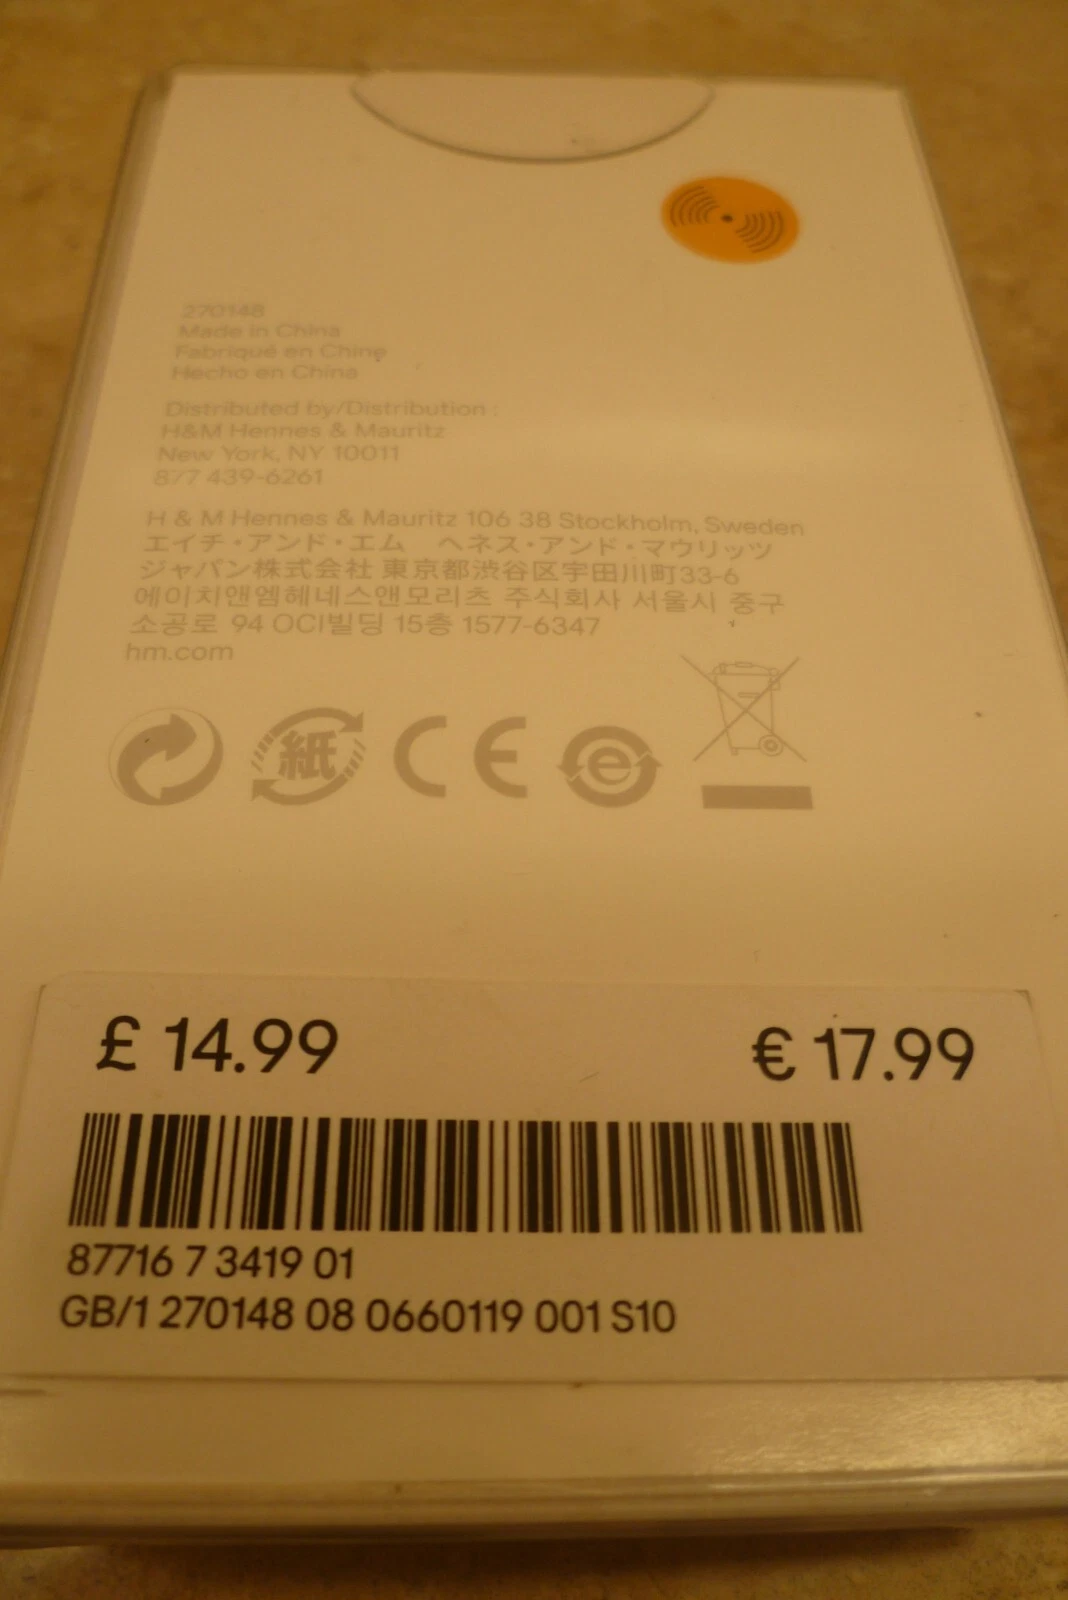 270148
Made in China
Fabriqué en Chine
Hecho en China
Distributed by/Distribution :
H&M Hennes & Mauritz
New York, NY 10011
877 439-6261
H & M Hennes & Mauritz 106 38 Stockholm, Sweden
エイチ・アンド・エム　ヘネス・アンド・マウリッツ
ジャパン株式会社 東京都渋谷区宇田川町33-6
에이치앤엠헤네스앤모리츠 주식회사 서울시 중구
소공로 94 OCI빌딩 15층 1577-6347
hm.com
紙 CE e
£ 14.99 € 17.99
87716 7 3419 01
GB/1 270148 08 0660119 001 S10